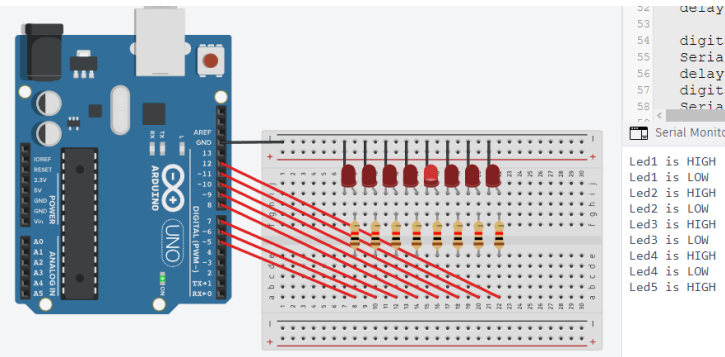 52 delay
53
54 digita
55 Seria
56 delay
57 digit
58 Seria
Serial Monito
Led1 is HIGH
Led1 is LOW
Led2 is HIGH
Led2 is LOW
Led3 is HIGH
Led3 is LOW
Led4 is HIGH
Led4 is LOW
Led5 is HIGH
RX
TX
L
AREF
GND
13
12
~11
~10
~9
8
7
~6
~5
4
~3
2
TX→1
RX←0
DIGITAL (PWM~)
ARDUINO
UNO
ON
IOREF
RESET
3.3V
5V
GND
GND
Vin
POWER
A0
A1
A2
A3
A4
A5
ANALOG IN